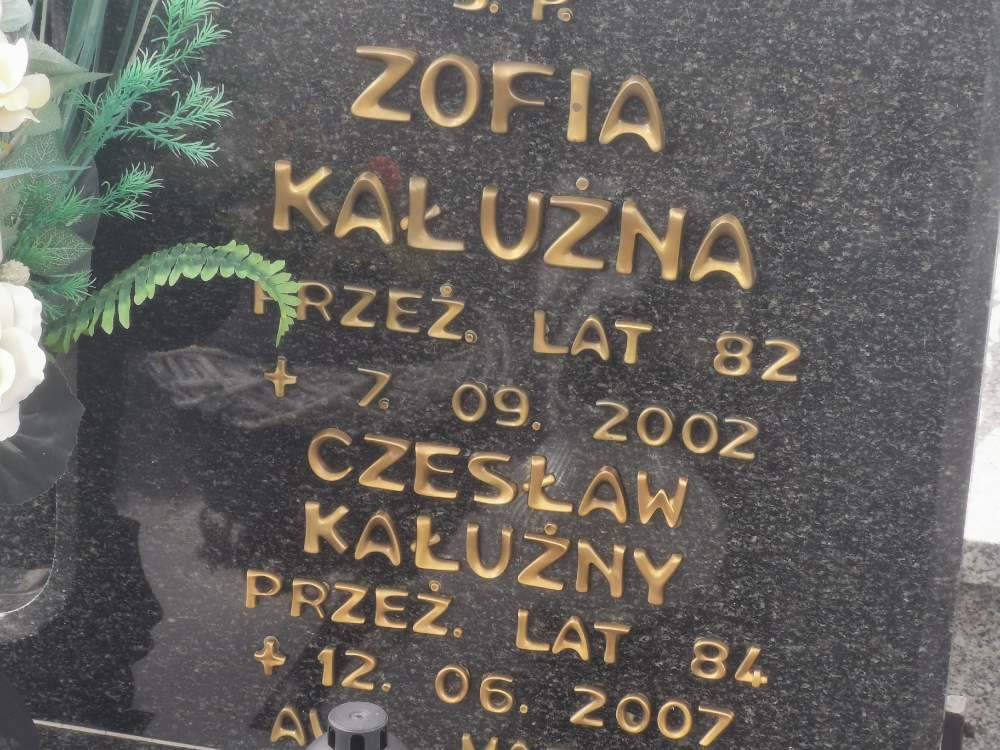 Ś. P.
ZOFIA
KAŁUŻNA
PRZEŻ. LAT 82
+ 7. 09. 2002
CZESŁAW
KAŁUŻNY
PRZEŻ. LAT 84
+ 12. 06. 2007